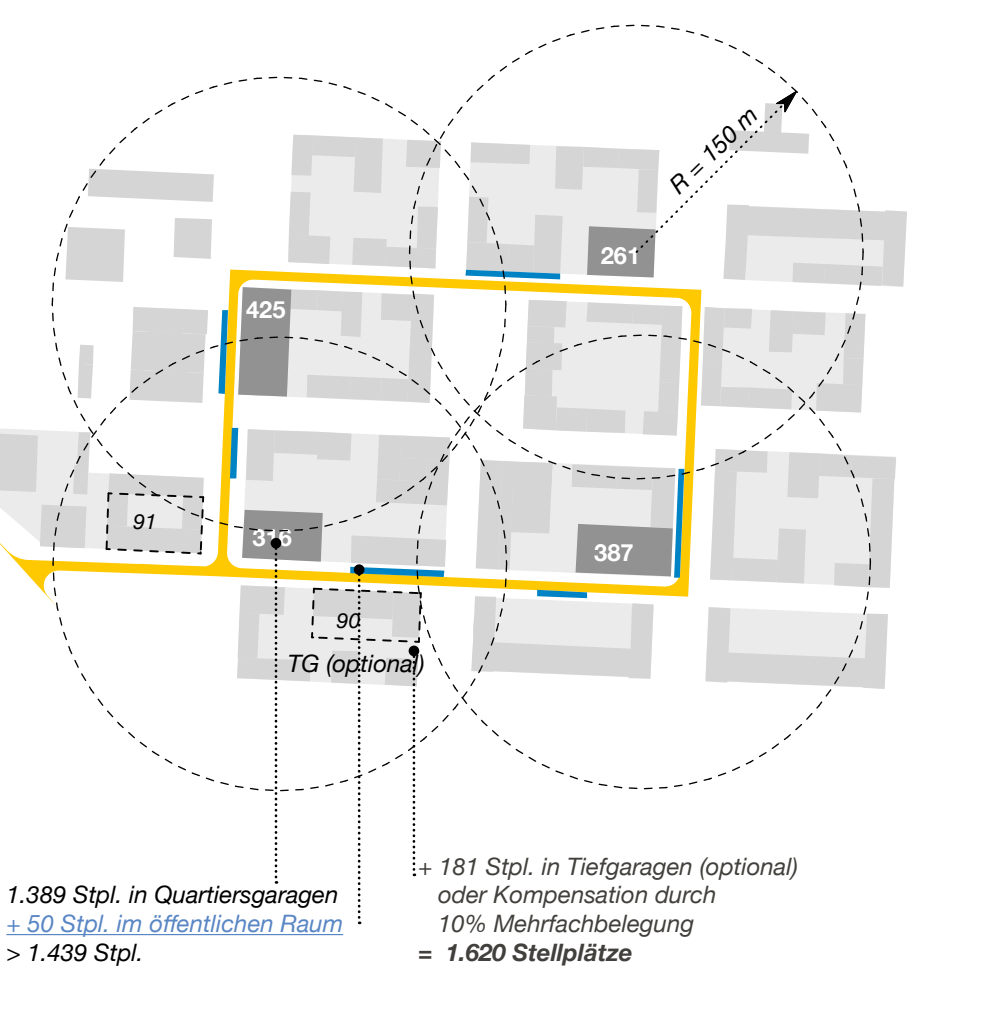 R = 150 m
261
425
91
316
387
90
TG (optional)
1.389 Stpl. in Quartiersgaragen
+ 50 Stpl. im öffentlichen Raum
> 1.439 Stpl.
+ 181 Stpl. in Tiefgaragen (optional)
oder Kompensation durch
10% Mehrfachbelegung
= 1.620 Stellplätze